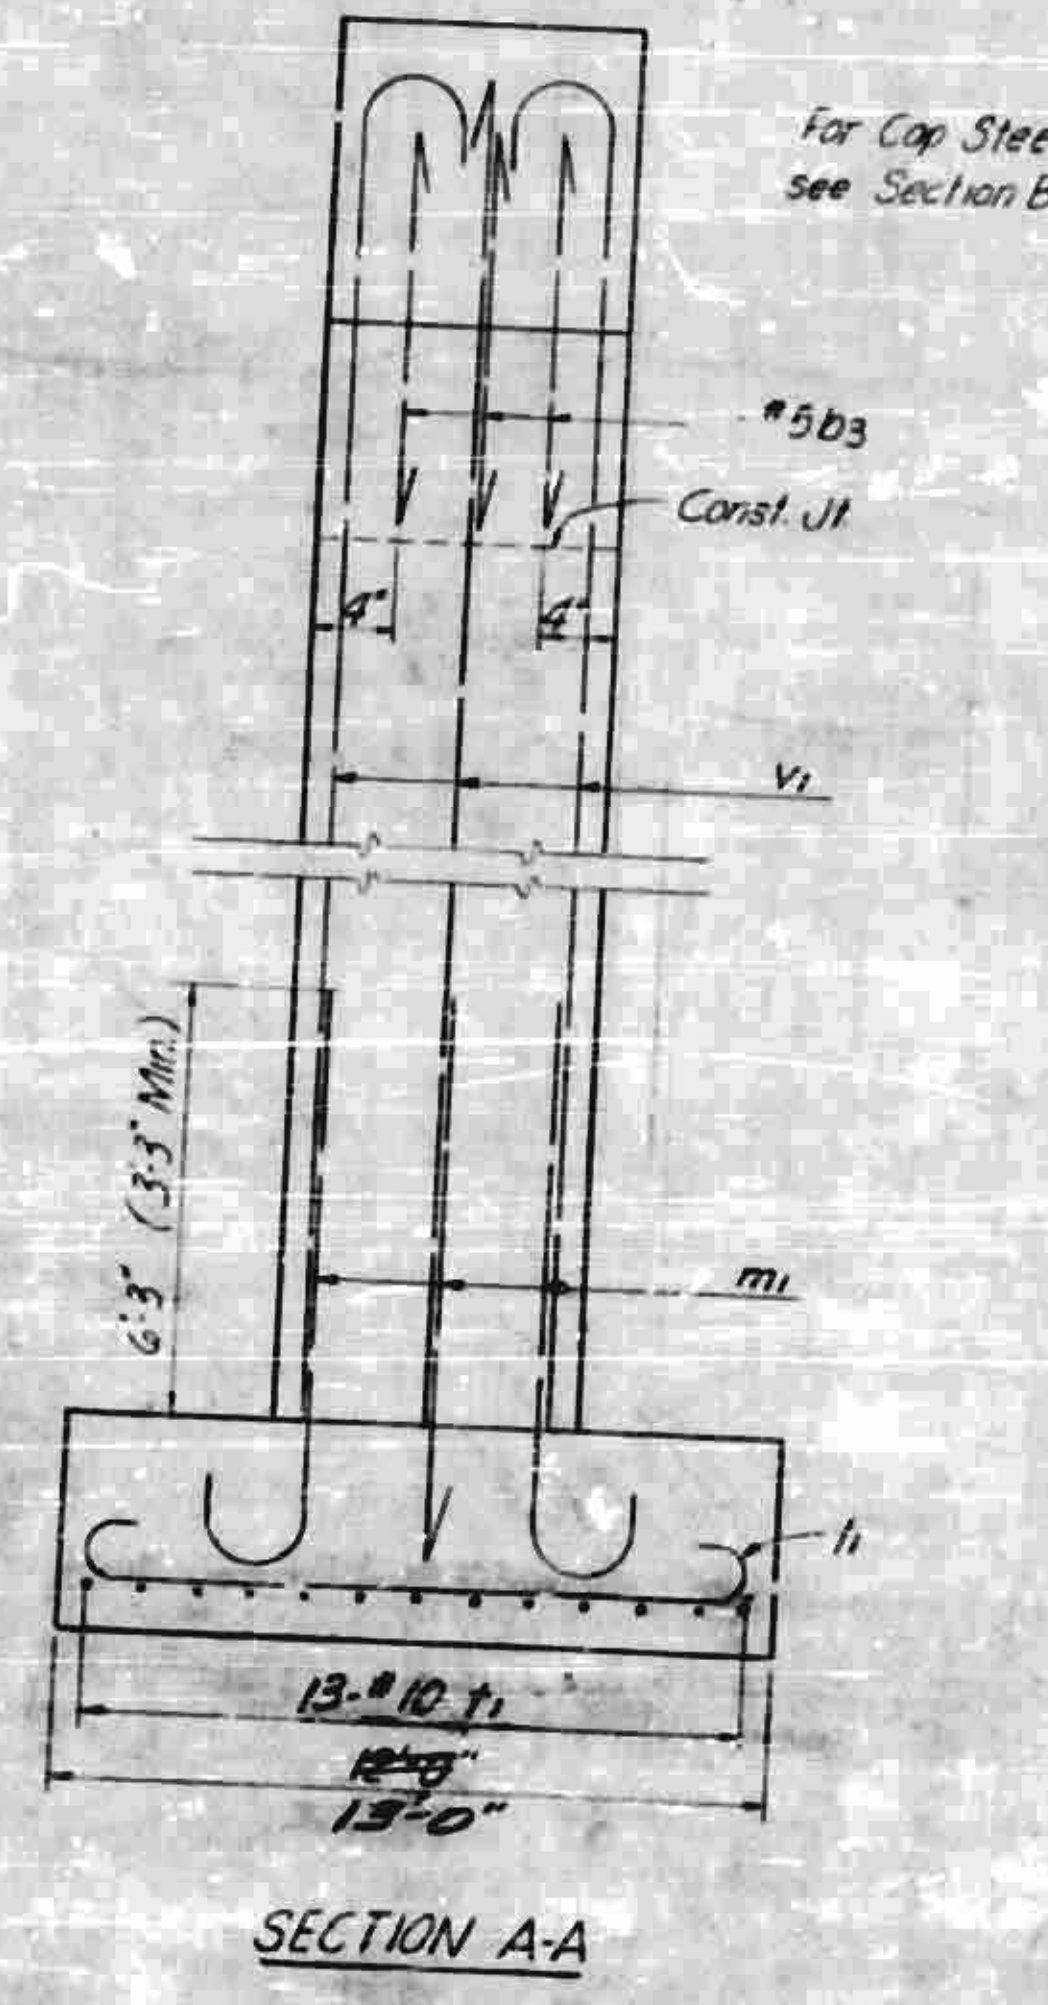 For Cap Stee
see Section B
#5b3
Const. Jt.
4"
4"
v1
6'-3" (3'-3" Min.)
m1
t1
13-#10 t1
12'-0"
13'-0"
SECTION A-A